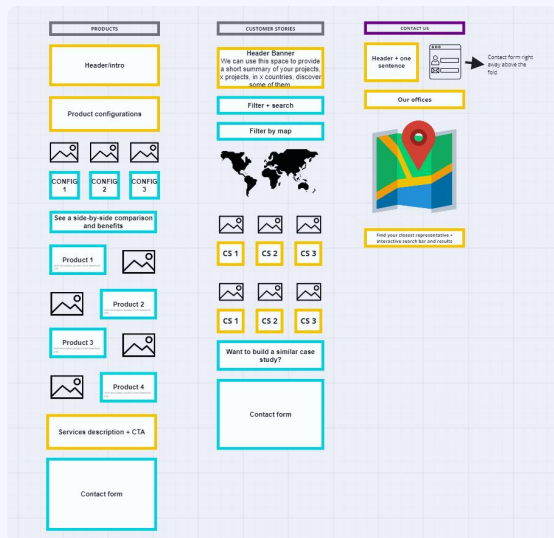 PRODUCTS
Header/intro
Product configurations
CONFIG
1
CONFIG
2
CONFIG
3
See a side-by-side comparison
and benefits
Product 1
Product 2
Product 3
Product 4
Services description + CTA
Contact form
CUSTOMER STORIES
Header Banner
We can use this space to provide
a short summary of your projects,
x projects, in x countries, discover
some of them
Filter + search
Filter by map
CS 1
CS 2
CS 3
CS 1
CS 2
CS 3
Want to build a similar case
study?
Contact form
CONTACT US
Header + one
sentence
Contact form right
away above the
fold
Our offices
Find your closest representative +
interactive search bar and results